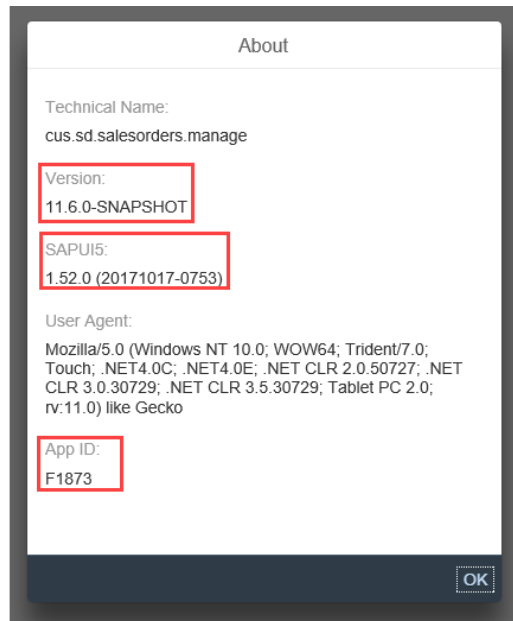 About
Technical Name:
cus.sd.salesorders.manage
Version:
11.6.0-SNAPSHOT
SAPUI5:
1.52.0 (20171017-0753)
User Agent:
Mozilla/5.0 (Windows NT 10.0; WOW64; Trident/7.0;
Touch; .NET4.0C; .NET4.0E; .NET CLR 2.0.50727; .NET
CLR 3.0.30729; .NET CLR 3.5.30729; Tablet PC 2.0;
rv:11.0) like Gecko
App ID:
F1873
OK